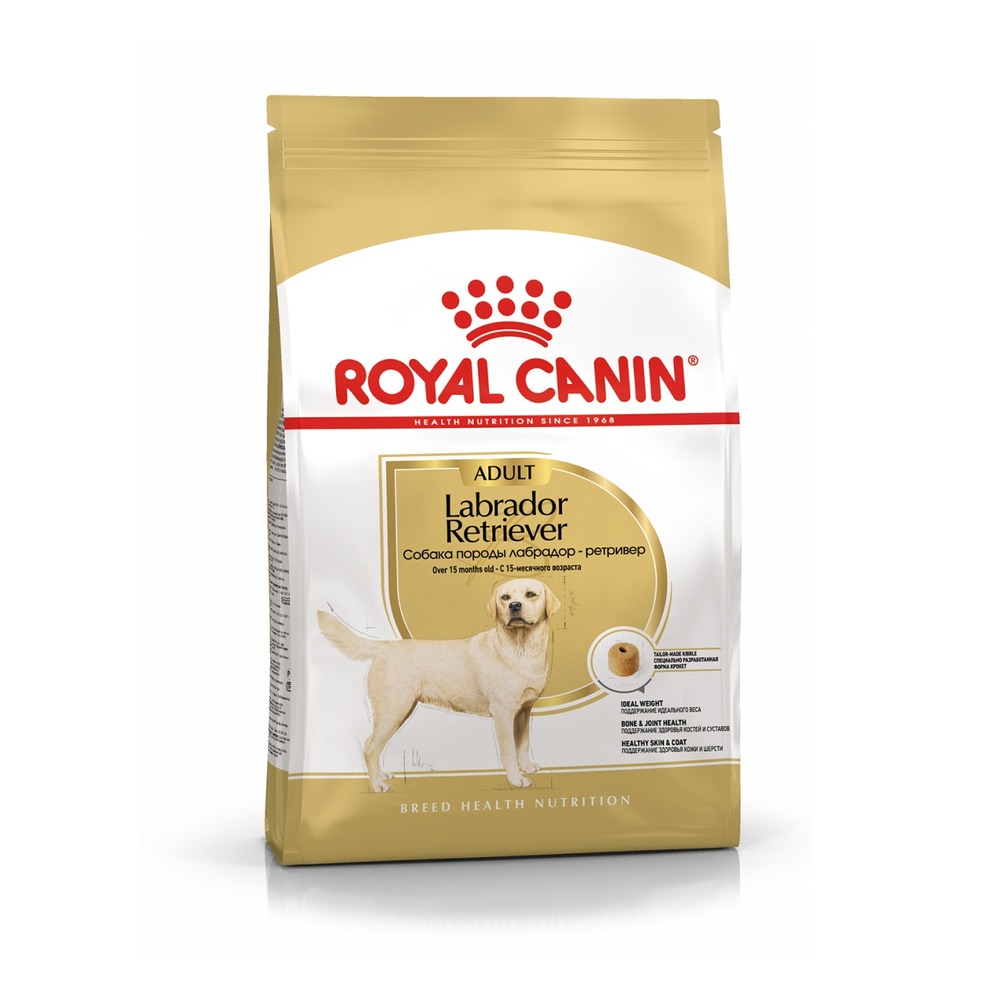 ROYAL CANIN®
HEALTH NUTRITION SINCE 1968
ADULT
Labrador
Retriever
Собака породы лабрадор - ретривер
Over 15 months old - С 15-месячного возраста
TAILOR-MADE KIBBLE
СПЕЦИАЛЬНО РАЗРАБОТАННАЯ
ФОРМА КРОКЕТ
IDEAL WEIGHT
ПОДДЕРЖАНИЕ ИДЕАЛЬНОГО ВЕСА
BONE & JOINT HEALTH
ПОДДЕРЖАНИЕ ЗДОРОВЬЯ КОСТЕЙ И СУСТАВОВ
HEALTHY SKIN & COAT
ПОДДЕРЖАНИЕ ЗДОРОВЬЯ КОЖИ И ШЕРСТИ
BREED HEALTH NUTRITION